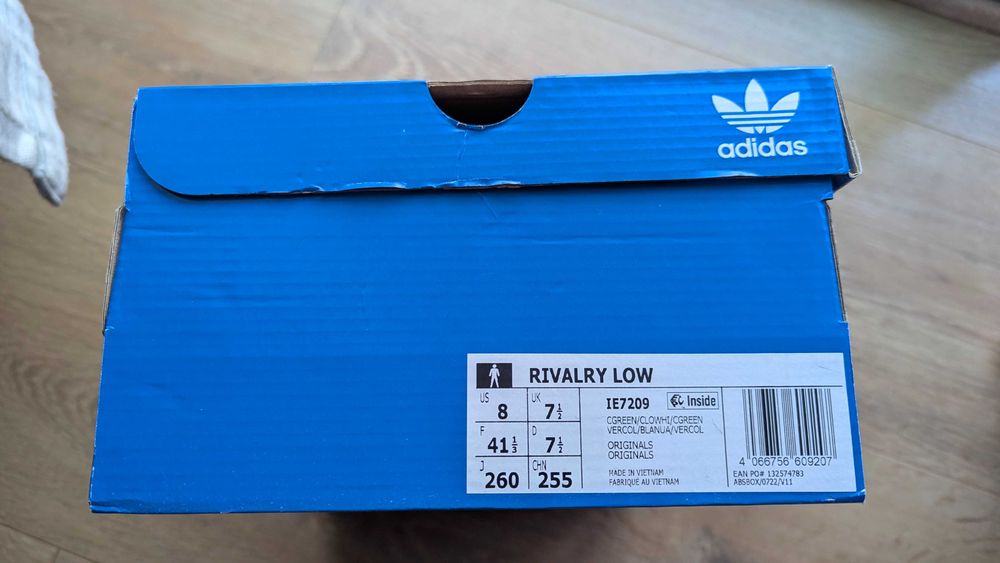 adidas
RIVALRY LOW
US 8
UK 7½
F 41⅓
D 7½
J 260
CHN 255
IE7209
Inside
CGREEN/CLOWHI/CGREEN
VERCOL/BLANUA/VERCOL
ORIGINALS
ORIGINALS
MADE IN VIETNAM
FABRIQUÉ AU VIETNAM
4 066756 609207
EAN PO# 132574783
ABSBOX/0722/V11